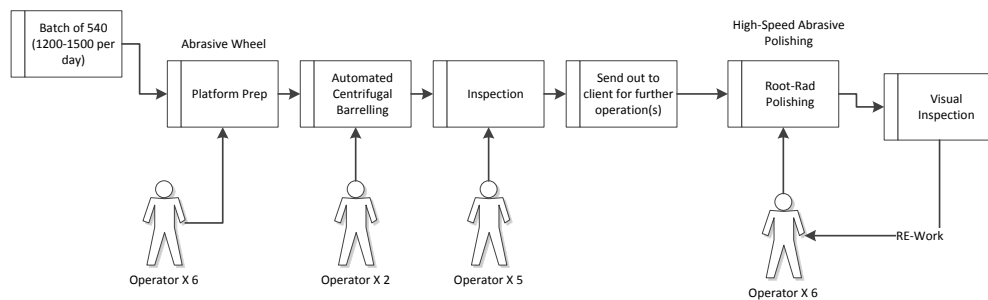 Batch of 540
(1200-1500 per
day)
Abrasive Wheel
Platform Prep
Automated
Centrifugal
Barrelling
Inspection
Send out to
client for further
operation(s)
High-Speed Abrasive
Polishing
Root-Rad
Polishing
Visual
Inspection
RE-Work
Operator X 6
Operator X 2
Operator X 5
Operator X 6